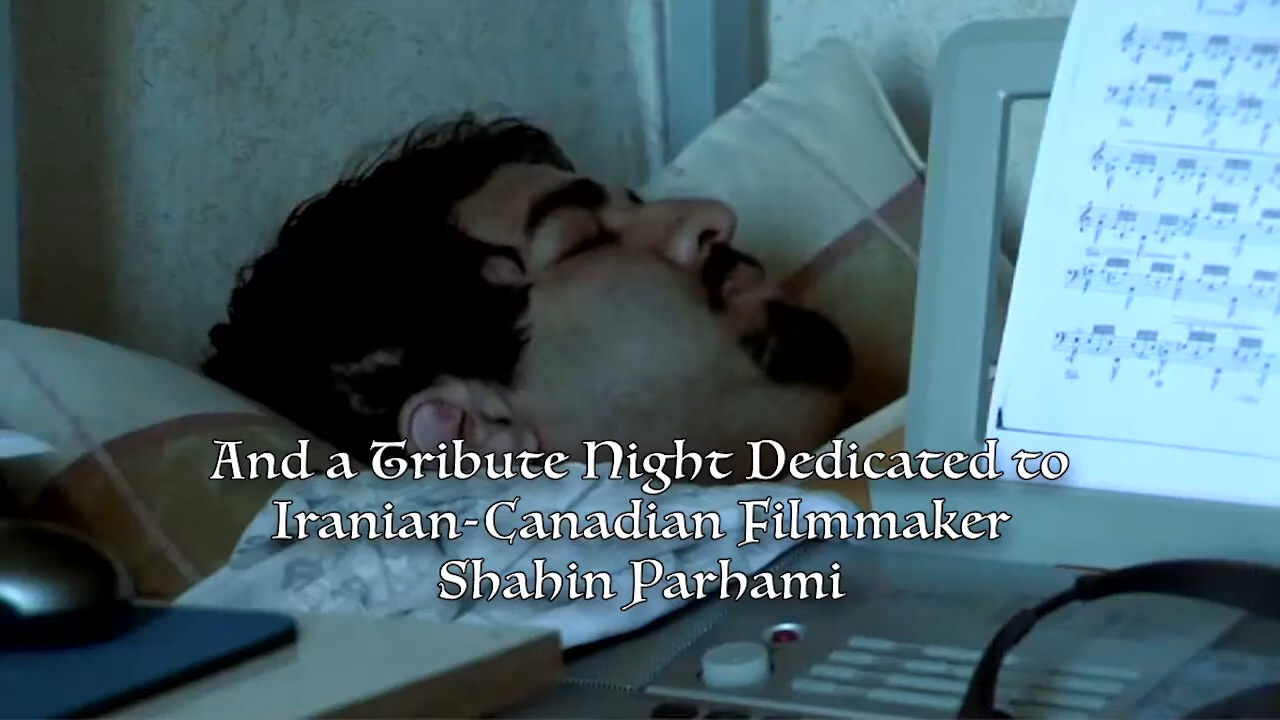 And a Tribute Night Dedicated to
Iranian-Canadian Filmmaker
Shahin Parhami